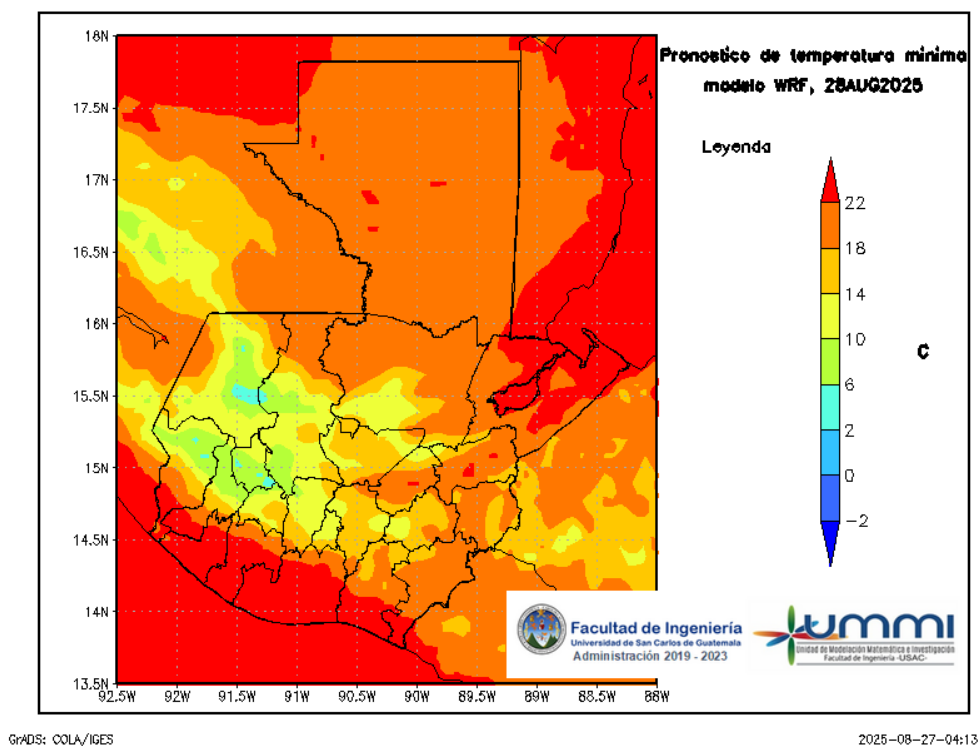 Pronostico de temperatura minima
modelo WRF, 28AUG2025
Leyenda
22
18
14
10
6
2
0
−2
C
18N
17.5N
17N
16.5N
16N
15.5N
15N
14.5N
14N
13.5N
92.5W
92W
91.5W
91W
90.5W
90W
89.5W
89W
88.5W
88W
Facultad de Ingeniería
Universidad de San Carlos de Guatemala
Administración 2019 - 2023
ummi
Unidad de Modelación Matemática e Investigación
Facultad de Ingeniería -USAC-
GrADS: COLA/IGES
2025-08-27-04:13